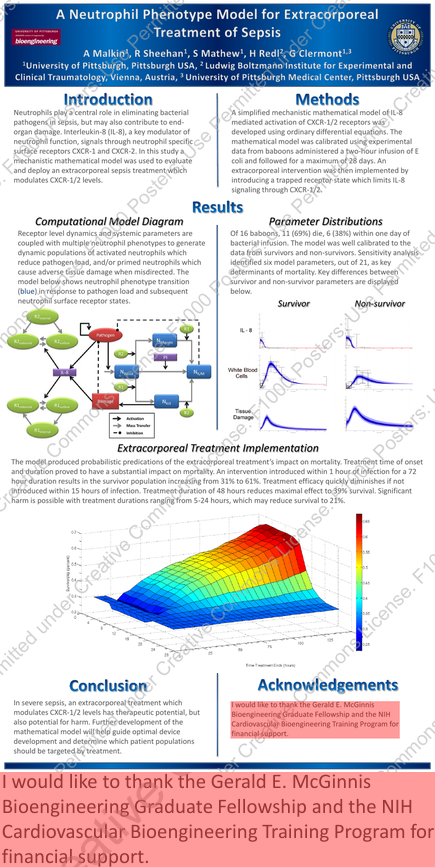 A Neutrophil Phenotype Model for Extracorporeal
Treatment of Sepsis
A Malkin¹, R Sheehan¹, S Mathew¹, H Redl², G Clermont¹,³
¹University of Pittsburgh, Pittsburgh USA, ² Ludwig Boltzmann Institute for Experimental and
Clinical Traumatology, Vienna, Austria, ³ University of Pittsburgh Medical Center, Pittsburgh USA
UNIVERSITY OF PITTSBURGH
bioengineering
Introduction
Neutrophils play a central role in eliminating bacterial
pathogens in sepsis, but may also contribute to end-
organ damage. Interleukin-8 (IL-8), a key modulator of
neutrophil function, signals through neutrophil specific
surface receptors CXCR-1 and CXCR-2. In this study a
mechanistic mathematical model was used to evaluate
and deploy an extracorporeal sepsis treatment which
modulates CXCR-1/2 levels.
Methods
A simplified mechanistic mathematical model of IL-8
mediated activation of CXCR-1/2 receptors was
developed using ordinary differential equations. The
mathematical model was calibrated using experimental
data from baboons administered a two-hour infusion of E
coli and followed for a maximum of 28 days. An
extracorporeal intervention was then implemented by
introducing a trapped receptor state which limits IL-8
signaling through CXCR-1/2.
Results
Computational Model Diagram
Receptor level dynamics and systemic parameters are
coupled with multiple neutrophil phenotypes to generate
dynamic populations of activated neutrophils which
reduce pathogen load, and/or primed neutrophils which
cause adverse tissue damage when misdirected. The
model below shows neutrophil phenotype transition
(blue) in response to pathogen load and subsequent
neutrophil surface receptor states.
Pathogen
IL-8
Activation
Mass Transfer
Inhibition
Parameter Distributions
Of 16 baboons, 11 (69%) die, 6 (38%) within one day of
bacterial infusion. The model was well calibrated to the
data from survivors and non-survivors. Sensitivity analysis
identified six model parameters, out of 21, as key
determinants of mortality. Key differences between
survivor and non-survivor parameters are displayed
below.
Survivor
Non-survivor
IL - 8
White Blood
Cells
Tissue
Damage
Extracorporeal Treatment Implementation
The model produced probabilistic predications of the extracorporeal treatment's impact on mortality. Treatment time of onset
and duration proved to have a substantial impact on mortality. An intervention introduced within 1 hour of infection for a 72
hour duration results in the survivor population increasing from 31% to 61%. Treatment efficacy quickly diminishes if not
introduced within 15 hours of infection. Treatment duration of 48 hours reduces maximal effect to 39% survival. Significant
harm is possible with treatment durations ranging from 5-24 hours, which may reduce survival to 21%.
Time Treatment Ends (hours)
Conclusion
In severe sepsis, an extracorporeal treatment which
modulates CXCR-1/2 levels has therapeutic potential, but
also potential for harm. Further development of the
mathematical model will help guide optimal device
development and determine which patient populations
should be targeted by treatment.
Acknowledgements
I would like to thank the Gerald E. McGinnis
Bioengineering Graduate Fellowship and the NIH
Cardiovascular Bioengineering Training Program for
financial support.
I would like to thank the Gerald E. McGinnis
Bioengineering Graduate Fellowship and the NIH
Cardiovascular Bioengineering Training Program for
financial support.